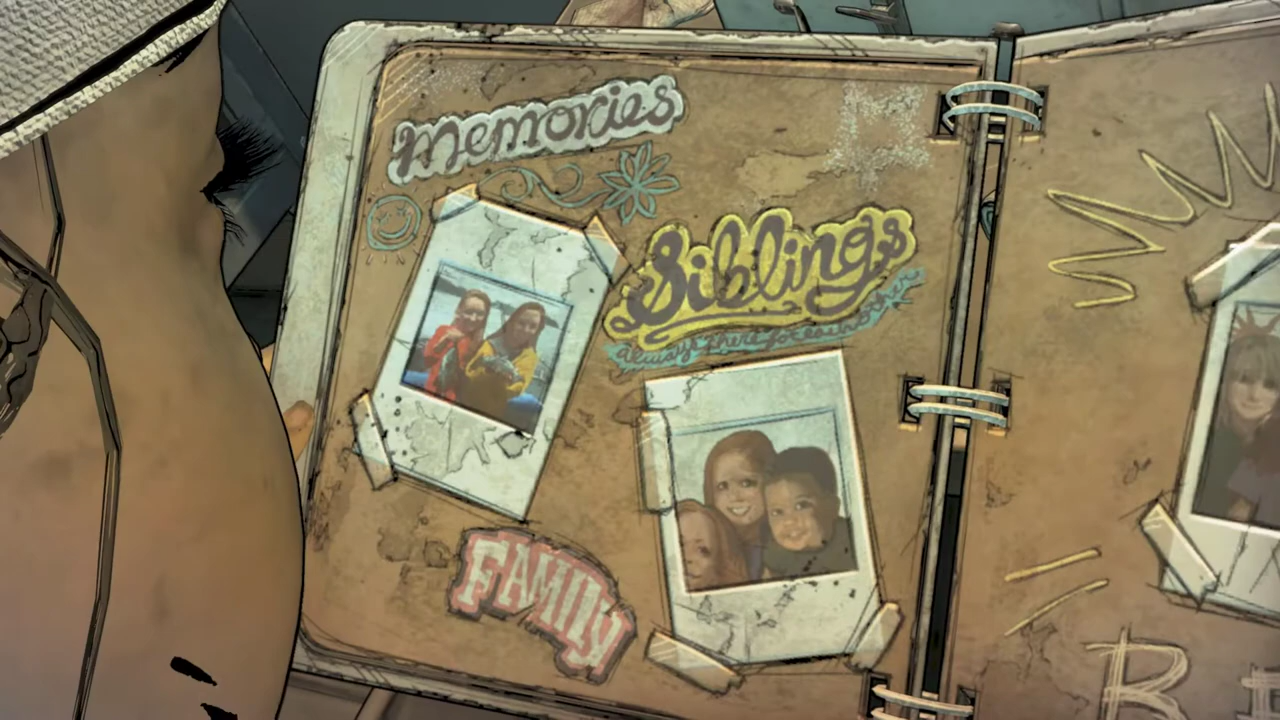 Memories
Siblings
always there for each other
FAMILY
R